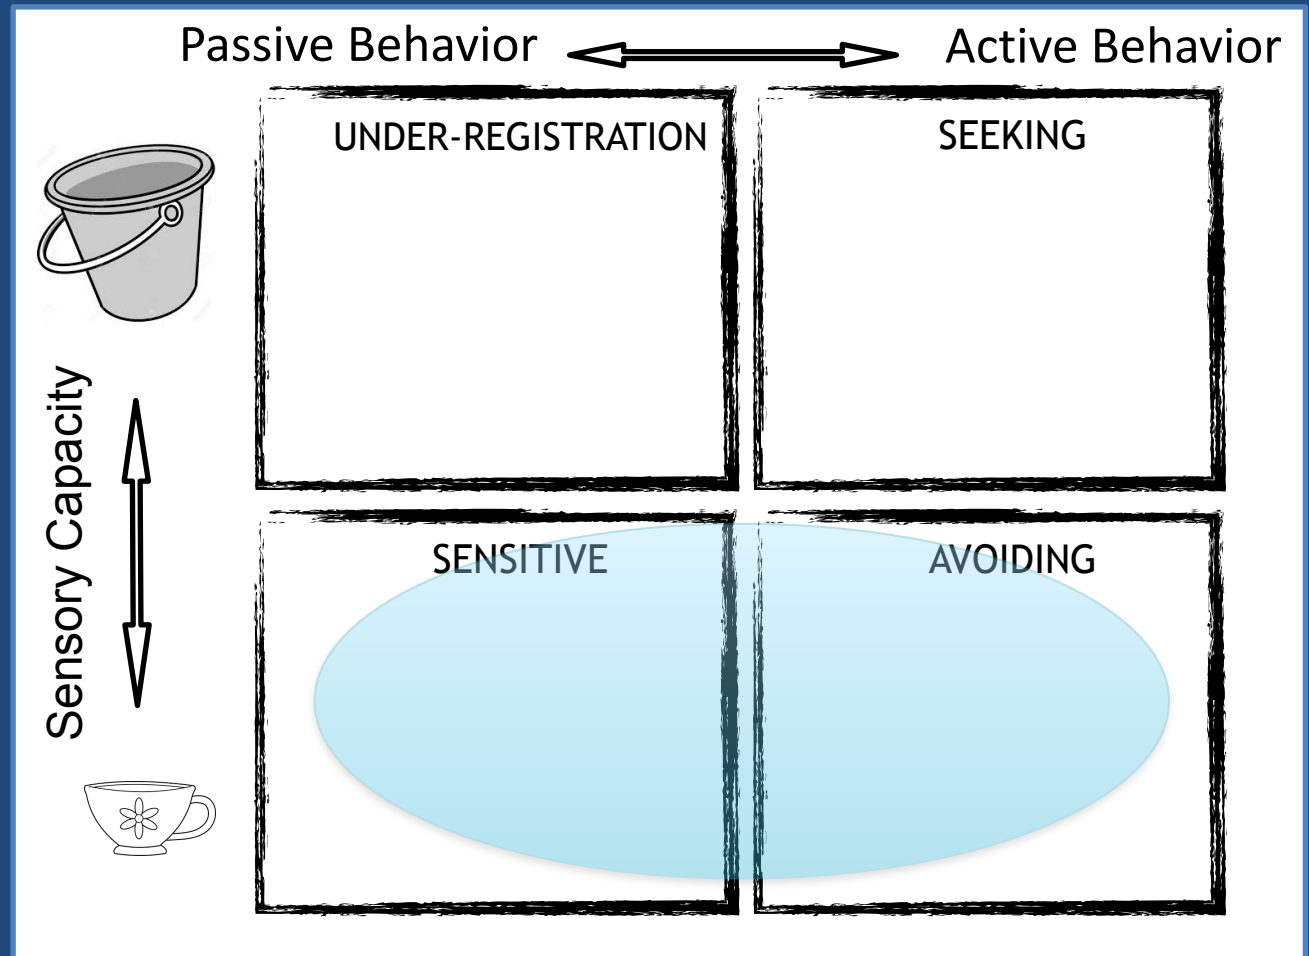 Passive Behavior
Active Behavior
UNDER-REGISTRATION
SEEKING
Sensory Capacity
SENSITIVE
AVOIDING